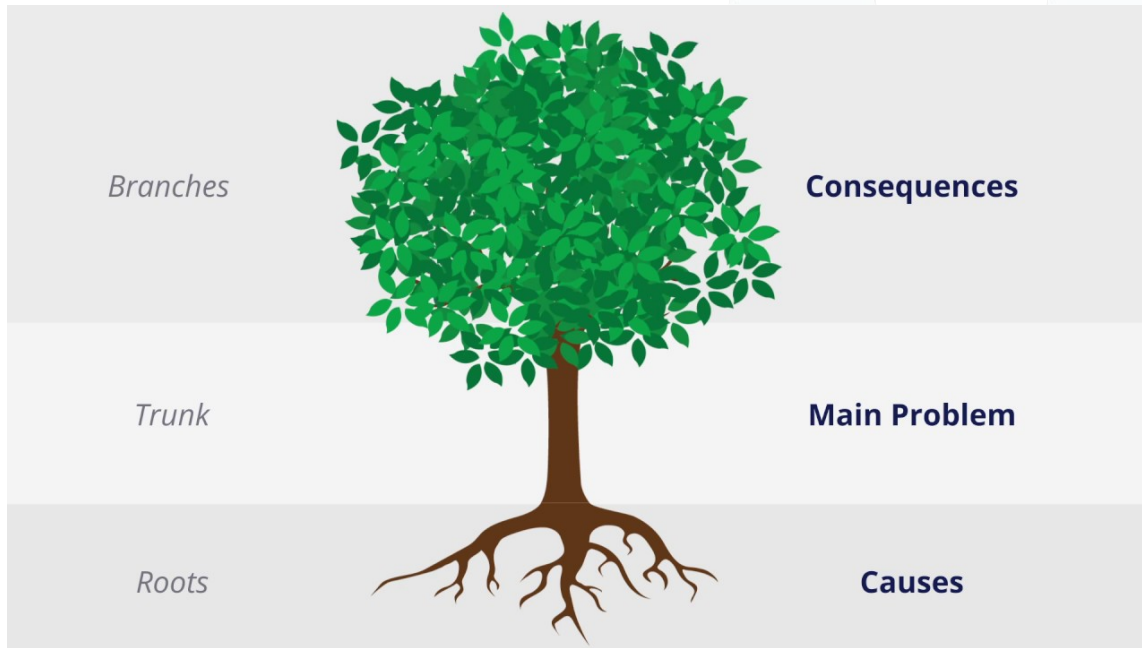 Branches
Consequences
Trunk
Main Problem
Roots
Causes